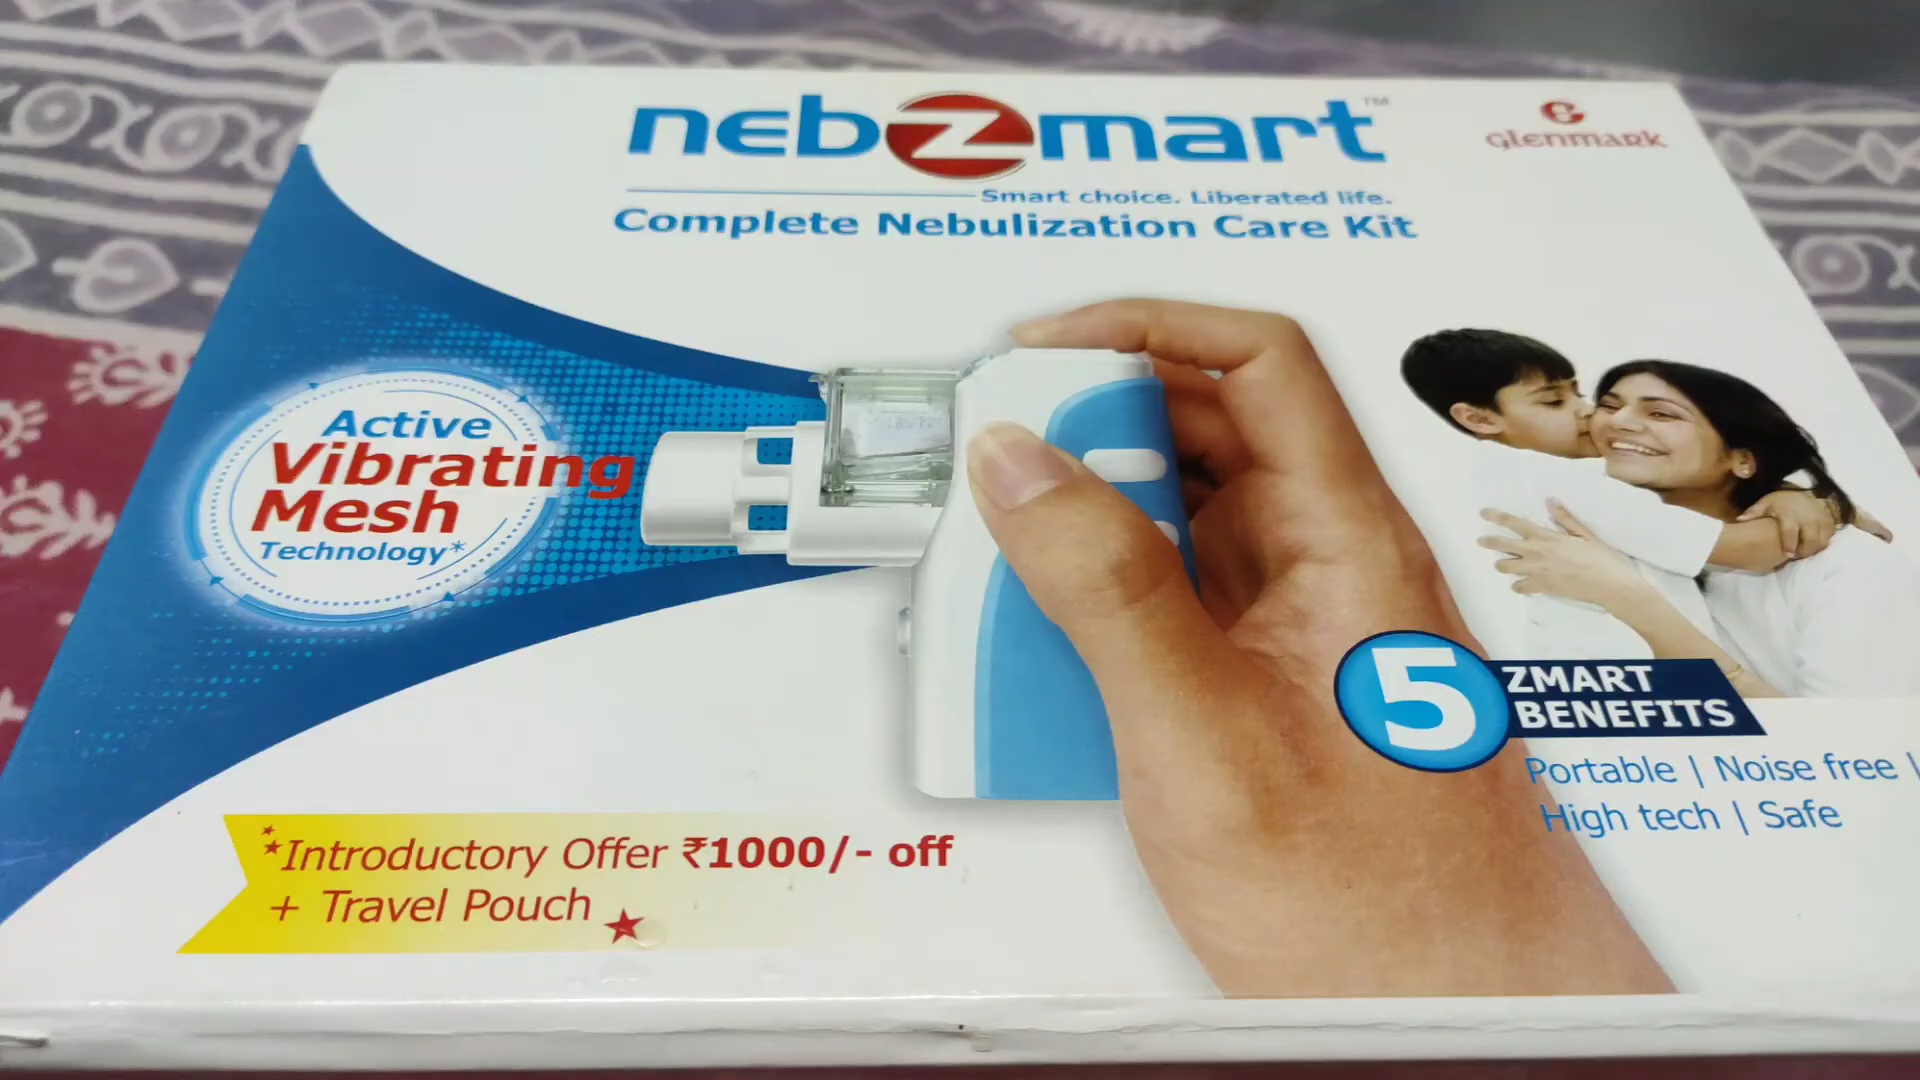 nebzmart™
GLENMARK
Smart choice. Liberated life.
Complete Nebulization Care Kit
Active
Vibrating
Mesh
Technology*
5
ZMART
BENEFITS
Portable | Noise free |
High tech | Safe
*Introductory Offer ₹1000/- off
+ Travel Pouch